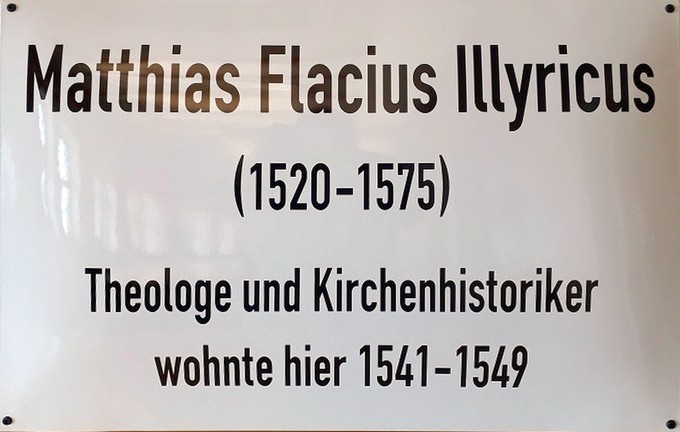 Matthias Flacius Illyricus
(1520-1575)
Theologe und Kirchenhistoriker
wohnte hier 1541-1549